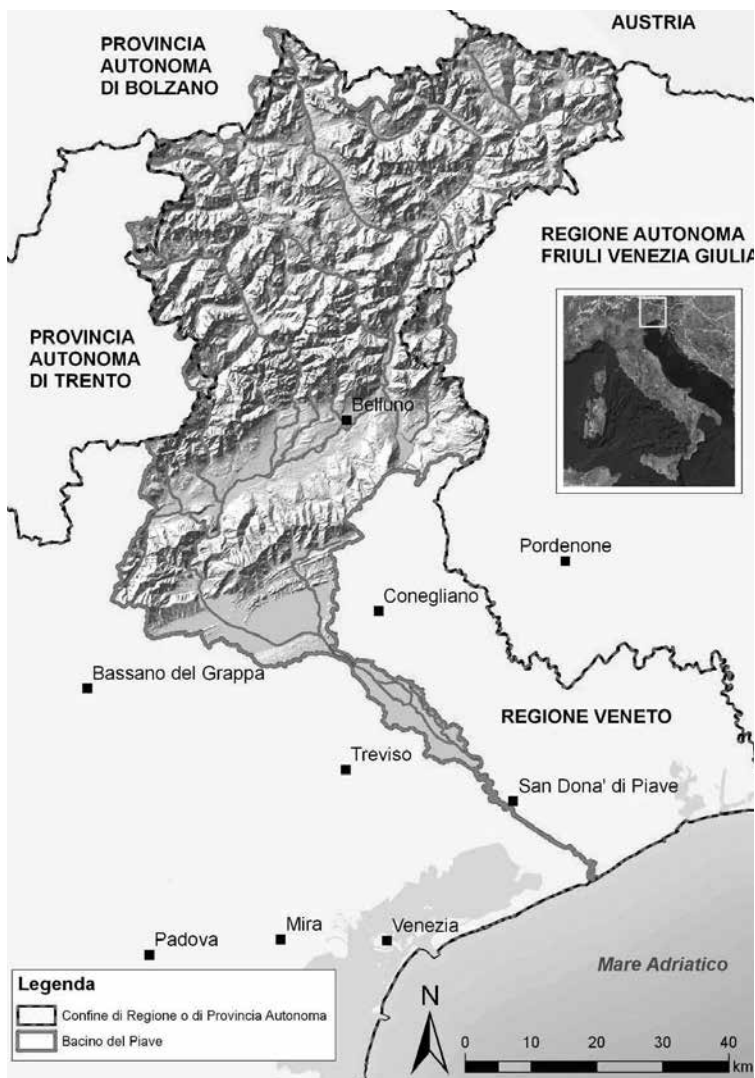 AUSTRIA
PROVINCIA
AUTONOMA
DI BOLZANO
REGIONE AUTONOMA
FRIULI VENEZIA GIULIA
PROVINCIA
AUTONOMA
DI TRENTO
Belluno
Pordenone
Conegliano
Bassano del Grappa
REGIONE VENETO
Treviso
San Dona' di Piave
Mira
Venezia
Padova
Mare Adriatico
Legenda
Confine di Regione o di Provincia Autonoma
Bacino del Piave
N
0 10 20 30 40
km